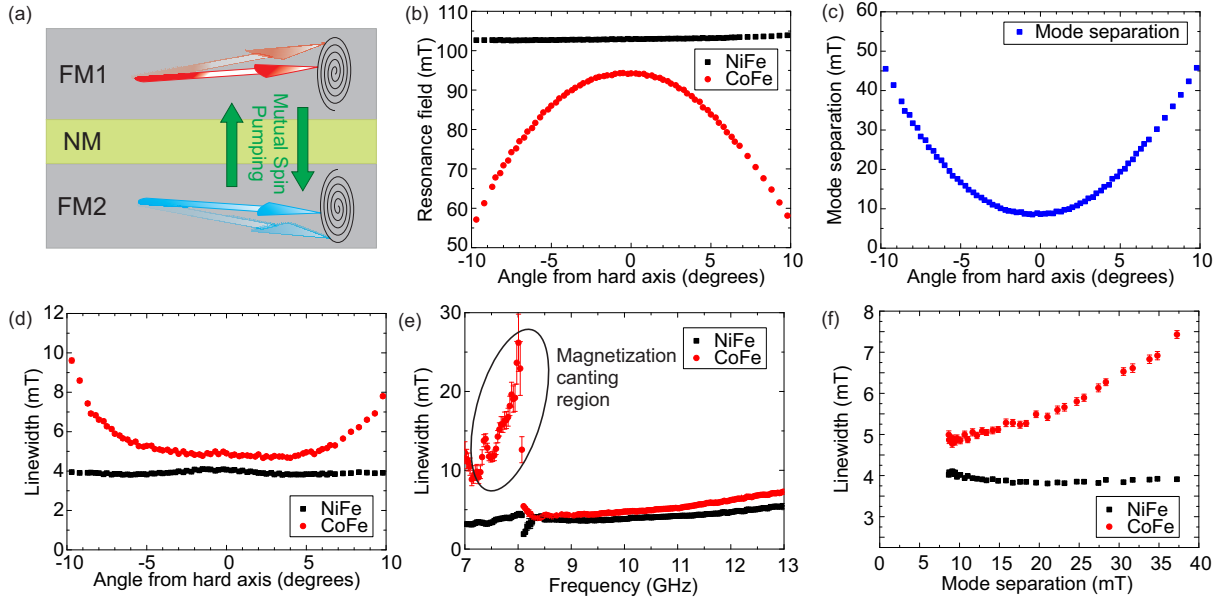 (a)
FM1
NM
FM2
Mutual Spin
Pumping
(b)
Resonance field (mT)
110
100
90
80
70
60
50
NiFe
CoFe
-10
-5
0
5
10
Angle from hard axis (degrees)
(c)
Mode separation (mT)
60
50
40
30
20
10
0
Mode separation
-10
-5
0
5
10
Angle from hard axis (degrees)
(d)
Linewidth (mT)
12
10
8
6
4
2
0
NiFe
CoFe
-10
-5
0
5
10
Angle from hard axis (degrees)
(e)
Linewidth (mT)
30
20
10
0
Magnetization
canting
region
NiFe
CoFe
7
8
9
10
11
12
13
Frequency (GHz)
(f)
Linewidth (mT)
8
7
6
5
4
3
NiFe
CoFe
0
5
10
15
20
25
30
35
40
Mode separation (mT)